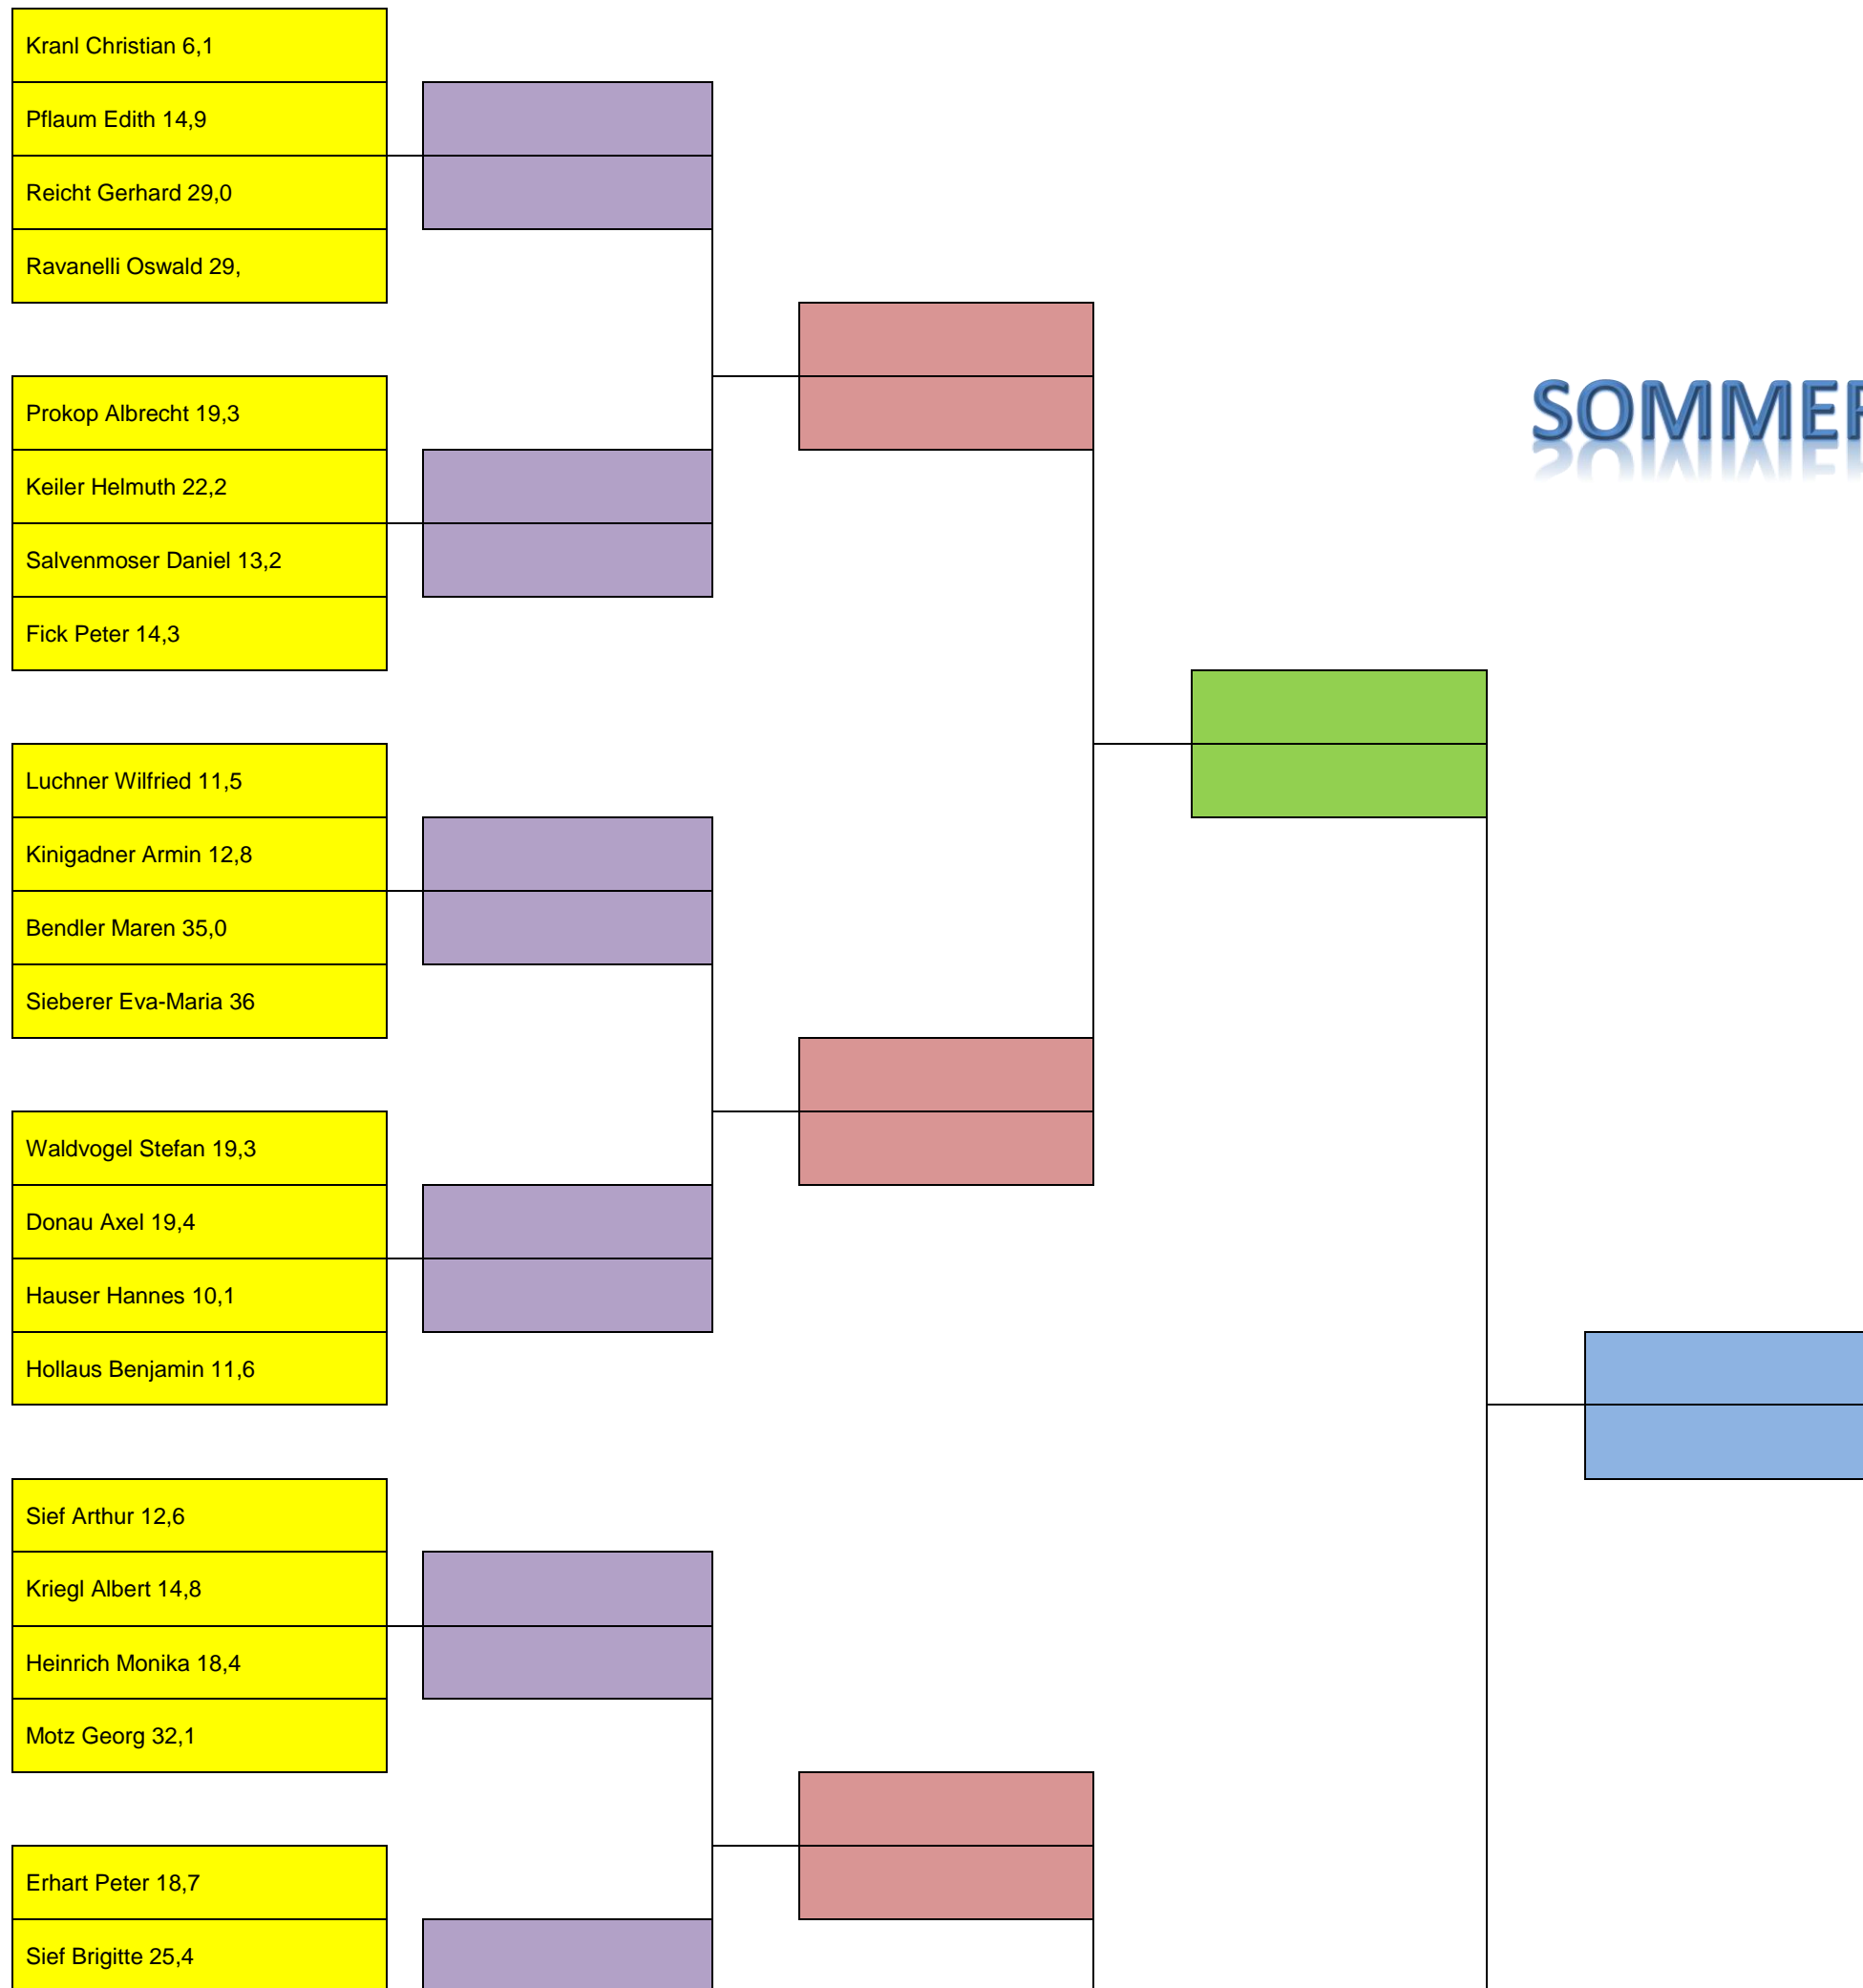 Kranl Christian 6,1
Pflaum Edith 14,9
Reicht Gerhard 29,0
Ravanelli Oswald 29,
Prokop Albrecht 19,3
Keiler Helmuth 22,2
Salvenmoser Daniel 13,2
Fick Peter 14,3
SOMMER
Luchner Wilfried 11,5
Kinigadner Armin 12,8
Bendler Maren 35,0
Sieberer Eva-Maria 36
Waldvogel Stefan 19,3
Donau Axel 19,4
Hauser Hannes 10,1
Hollaus Benjamin 11,6
Sief Arthur 12,6
Kriegl Albert 14,8
Heinrich Monika 18,4
Motz Georg 32,1
Erhart Peter 18,7
Sief Brigitte 25,4